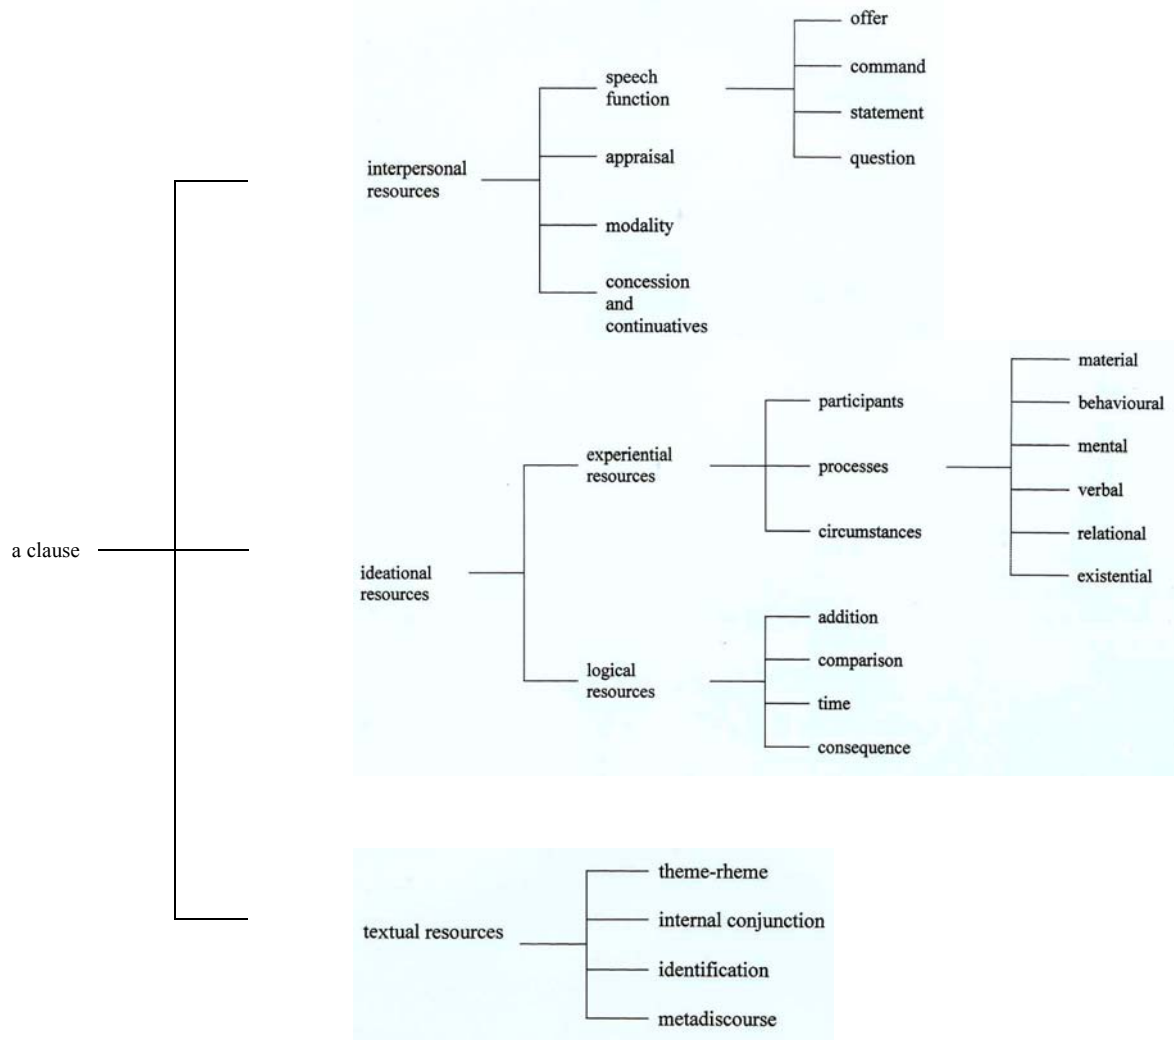 offer
speech
function
command
statement
appraisal
question
interpersonal
resources
modality
concession
and
continuatives
material
participants
behavioural
experiential
resources
mental
processes
verbal
circumstances
relational
a clause
ideational
resources
existential
addition
logical
resources
comparison
time
consequence
theme-rheme
textual resources
internal conjunction
identification
metadiscourse